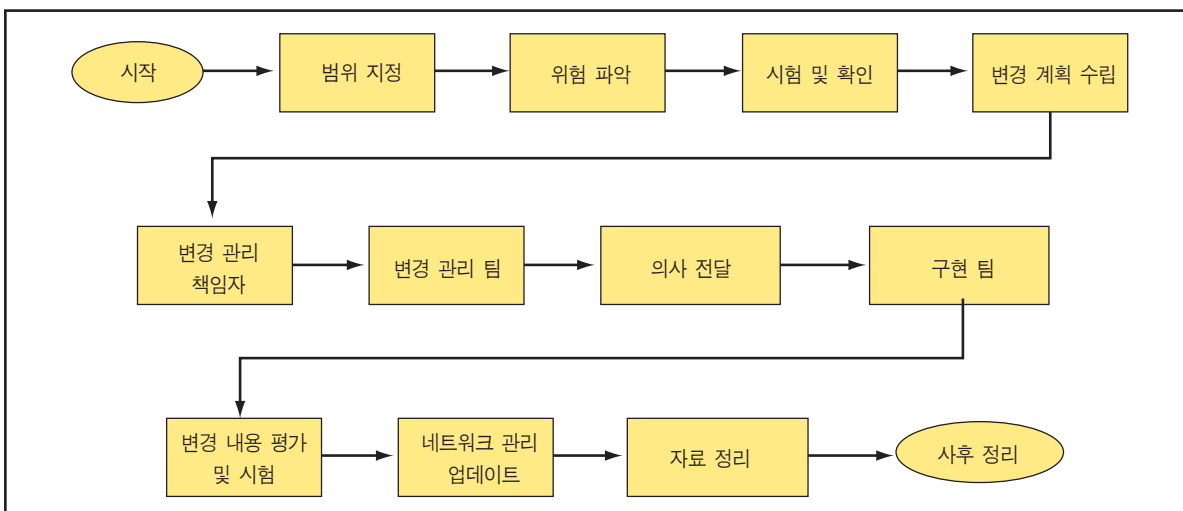 시작
범위 지정
위험 파악
시험 및 확인
변경 계획 수립
변경 관리
책임자
변경 관리 팀
의사 전달
구현 팀
변경 내용 평가
및 시험
네트워크 관리
업데이트
자료 정리
사후 정리